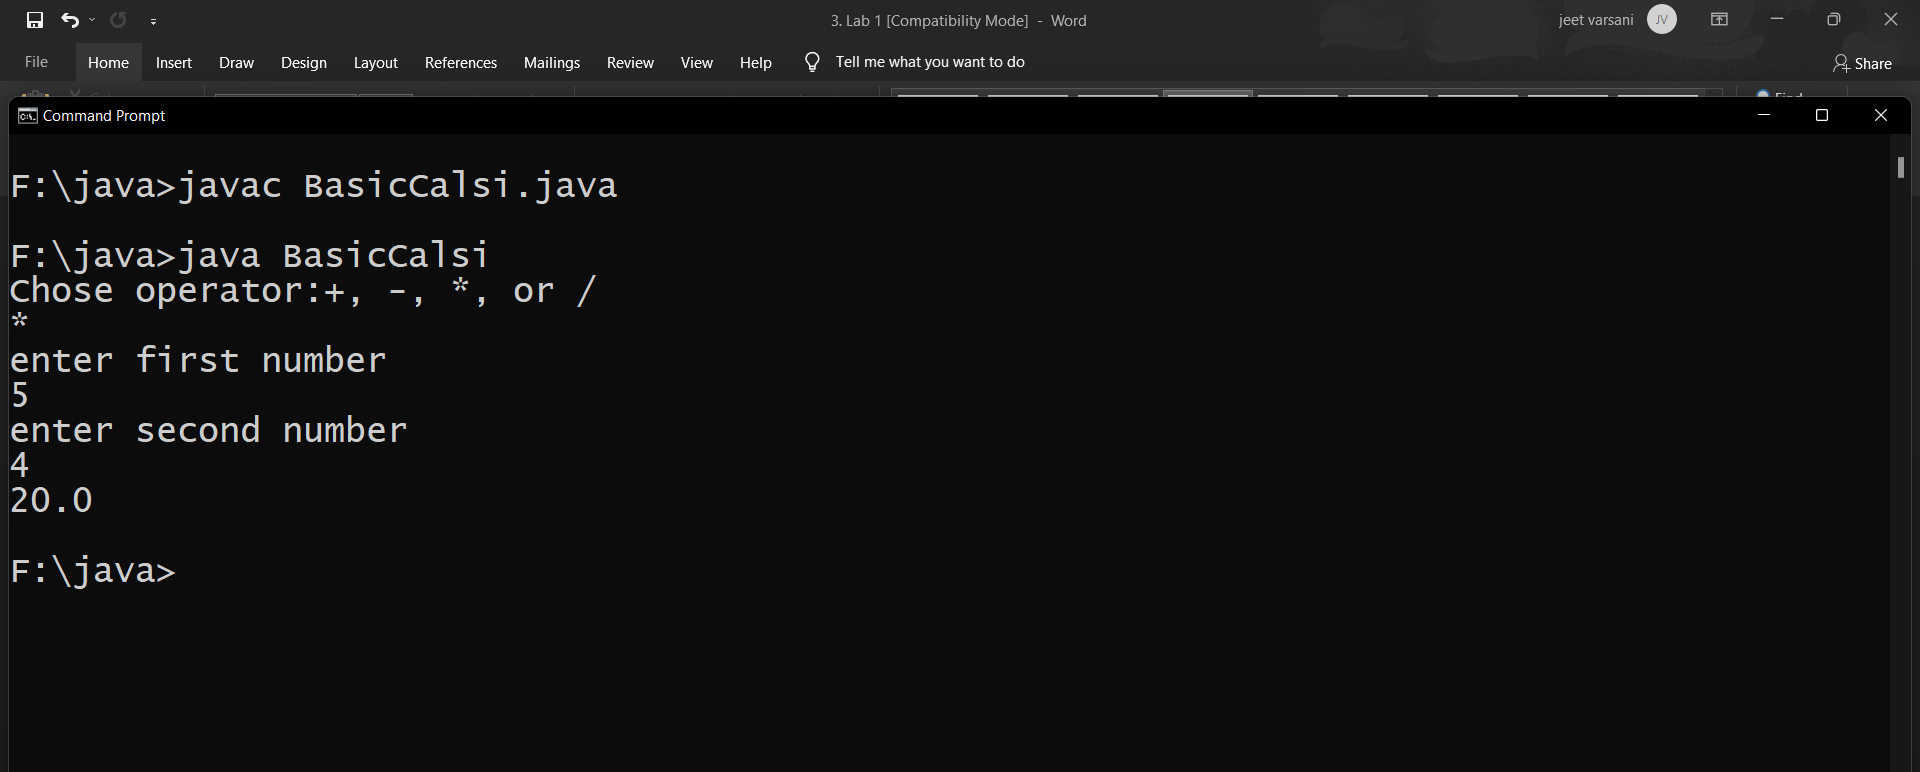 3. Lab 1 [Compatibility Mode] - Word
jeet varsani
JV
File Home Insert Draw Design Layout References Mailings Review View Help Tell me what you want to do
Share
Find
Command Prompt
F:\java>javac BasicCalsi.java
F:\java>java BasicCalsi
Chose operator:+, -, *, or /
*
enter first number
5
enter second number
4
20.0
F:\java>